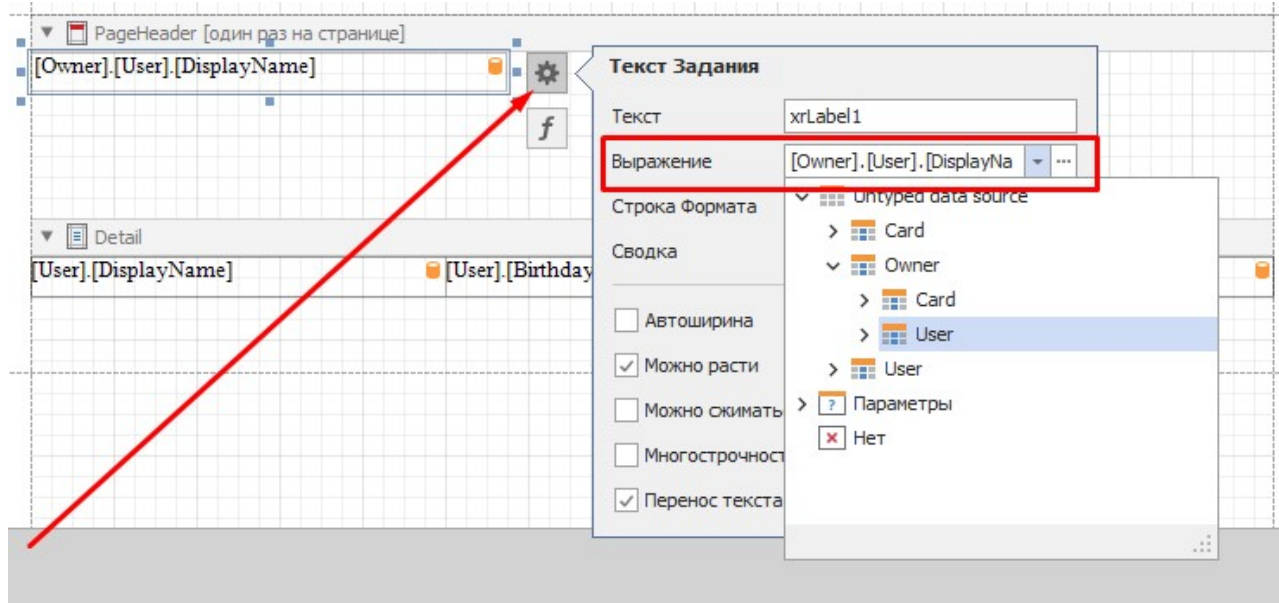 PageHeader [один раз на странице]
[Owner].[User].[DisplayName]
Текст Задания
Текст xrLabel1
f
Выражение [Owner].[User].[DisplayNa
Строка Формата
Untyped data source
Detail
Card
Сводка
Owner
[User].[DisplayName] [User].[Birthday
Card
Автоширина
User
Можно расти
User
Можно сжимать
Параметры
Нет
Многострочност
Перенос текста